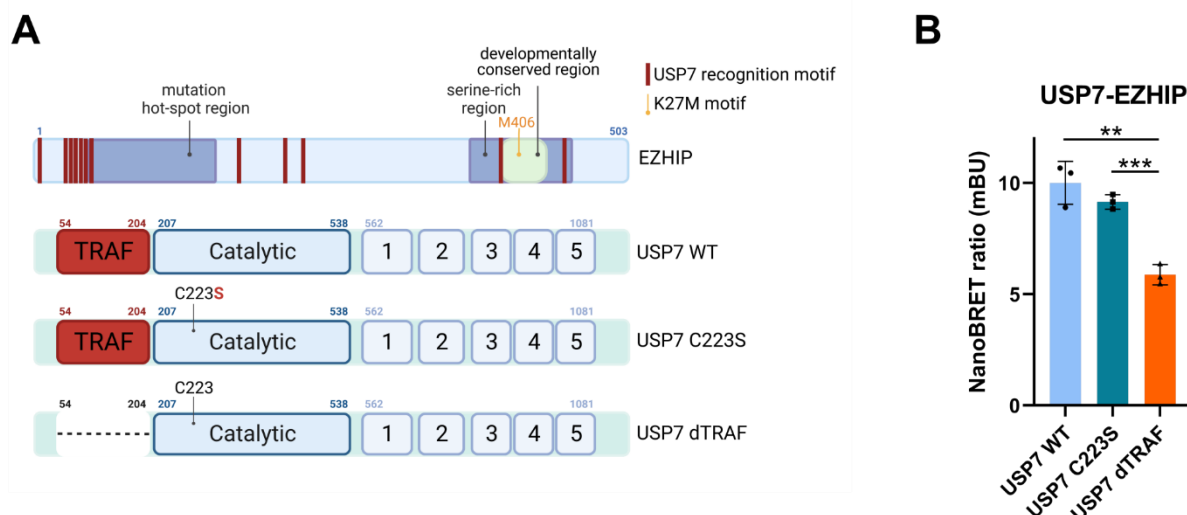 A
developmentally
conserved region
mutation
hot-spot region
serine-rich
region
USP7 recognition motif
K27M motif
M406
1
503
EZHIP
54
204
207
538
562
1081
TRAF
Catalytic
1
2
3
4
5
USP7 WT
C223S
54
204
207
538
562
1081
TRAF
Catalytic
1
2
3
4
5
USP7 C223S
C223
54
204
207
538
562
1081
Catalytic
1
2
3
4
5
USP7 dTRAF
B
USP7-EZHIP
**
***
NanoBRET ratio (mBU)
10
5
0
USP7 WT
USP7 C223S
USP7 dTRAF